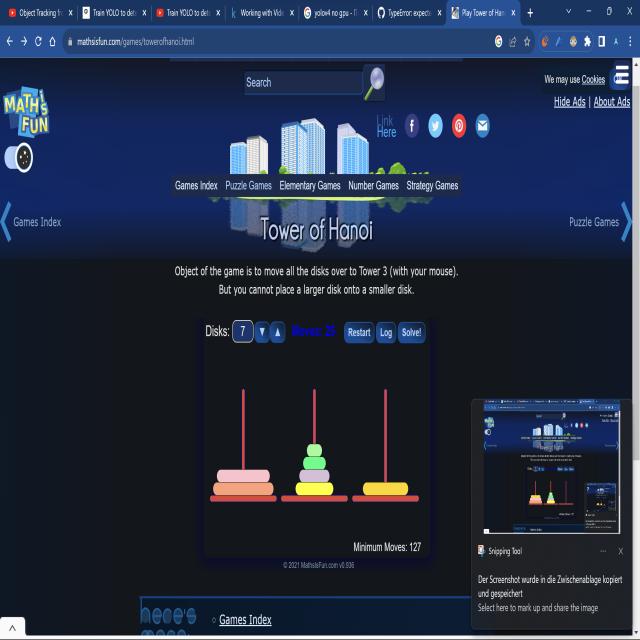 Object Tracking fr
Train YOLO to dete
Train YOLO to dete
Working with Vide
yolov4 no gpu - 
TypeError: expecte
Play Tower of Han
mathsisfun.com/games/towerofhanoi.html
Search
We may use Cookies
Hide Ads | About Ads
MATH'S
FUN
Link
Here
Games Index Puzzle Games Elementary Games Number Games Strategy Games
Games Index
Puzzle Games
Tower of Hanoi
Object of the game is to move all the disks over to Tower 3 (with your mouse).
But you cannot place a larger disk onto a smaller disk.
Disks: 7 ▼ ▲ Moves: 25 Restart Log Solve!
Minimum Moves: 127
© 2021 MathsIsFun.com v0.936
Snipping Tool
Der Screenshot wurde in die Zwischenablage kopiert
und gespeichert
Select here to mark up and share the image
Games Index